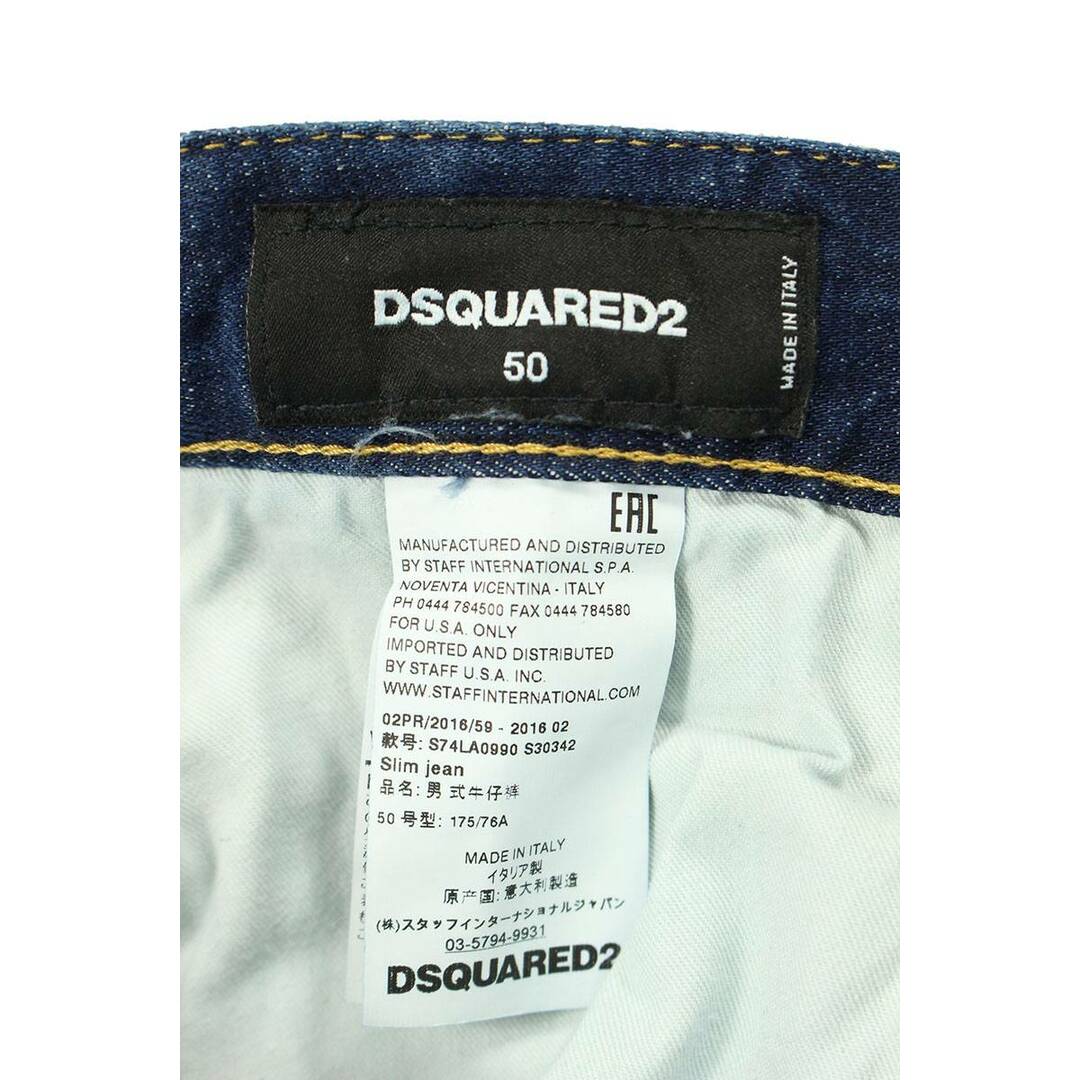 DSQUARED2
50
MADE IN ITALY
EAC
MANUFACTURED AND DISTRIBUTED
BY STAFF INTERNATIONAL S.P.A.
NOVENTA VICENTINA - ITALY
PH 0444 784500 FAX 0444 784580
FOR U.S.A. ONLY
IMPORTED AND DISTRIBUTED
BY STAFF U.S.A. INC.
WWW.STAFFINTERNATIONAL.COM
02PR/2016/59 - 2016 02
款号: S74LA0990 S30342
Slim jean
品名: 男 式牛仔裤
50 号型: 175/76A
MADE IN ITALY
イタリア製
原产国: 意大利製造
(株)スタッフインターナショナルジャパン
03-5794-9931
DSQUARED2